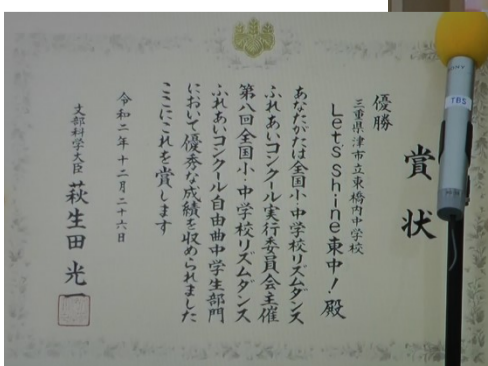 賞状
優勝
三重県津市立東橋内中学校
Let's Shine東中！殿
あなたがたは全国小・中学校リズムダンス
ふれあいコンクール実行委員会主催
第八回全国小・中学校リズムダンス
ふれあいコンクール自由曲中学生部門
において優秀な成績を収められました
ここにこれを賞します
令和二年十二月二十六日
文部科学大臣 萩生田光一
SONY
TBS